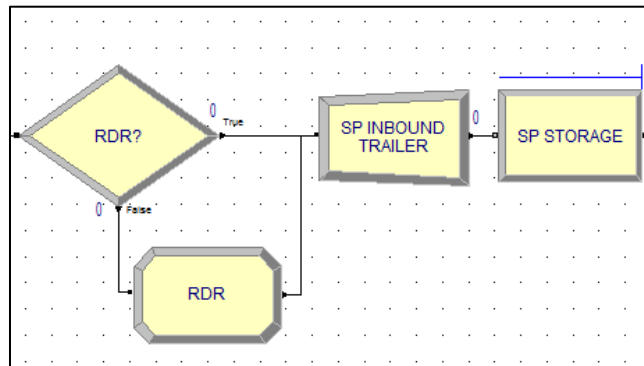 0
RDR?
True
SP INBOUND
TRAILER
0
SP STORAGE
0
False
RDR